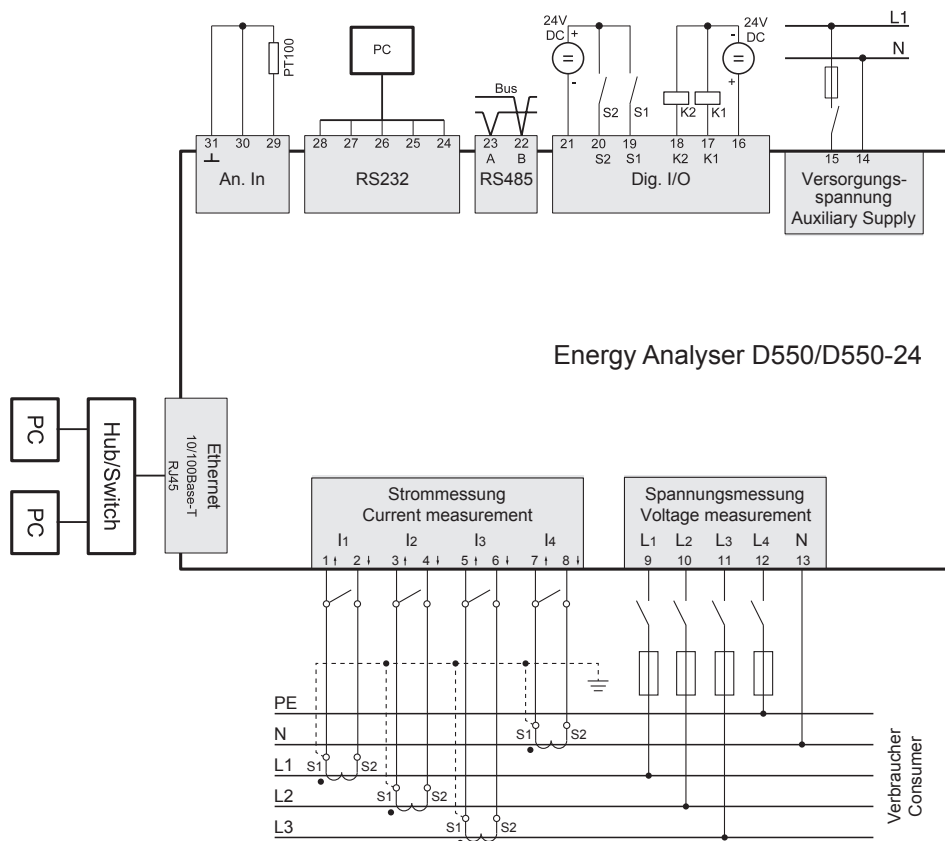 24V
DC
+
-
24V
DC
-
+
L1
N
PT100
PC
Bus
S2
S1
K2
K1
31
30
29
28
27
26
25
24
23
22
21
20
19
18
17
16
15
14
A
B
S2
S1
K2
K1
An. In
RS232
RS485
Dig. I/O
Versorgungs-
spannung
Auxiliary Supply
Energy Analyser D550/D550-24
PC
PC
Hub/Switch
Ethernet
10/100Base-T
RJ45
Strommessung
Current measurement
I1
I2
I3
I4
1
2
3
4
5
6
7
8
Spannungsmessung
Voltage measurement
L1
L2
L3
L4
N
9
10
11
12
13
PE
N
S1
S2
L1
S1
S2
L2
S1
S2
L3
S1
S2
Verbraucher
Consumer